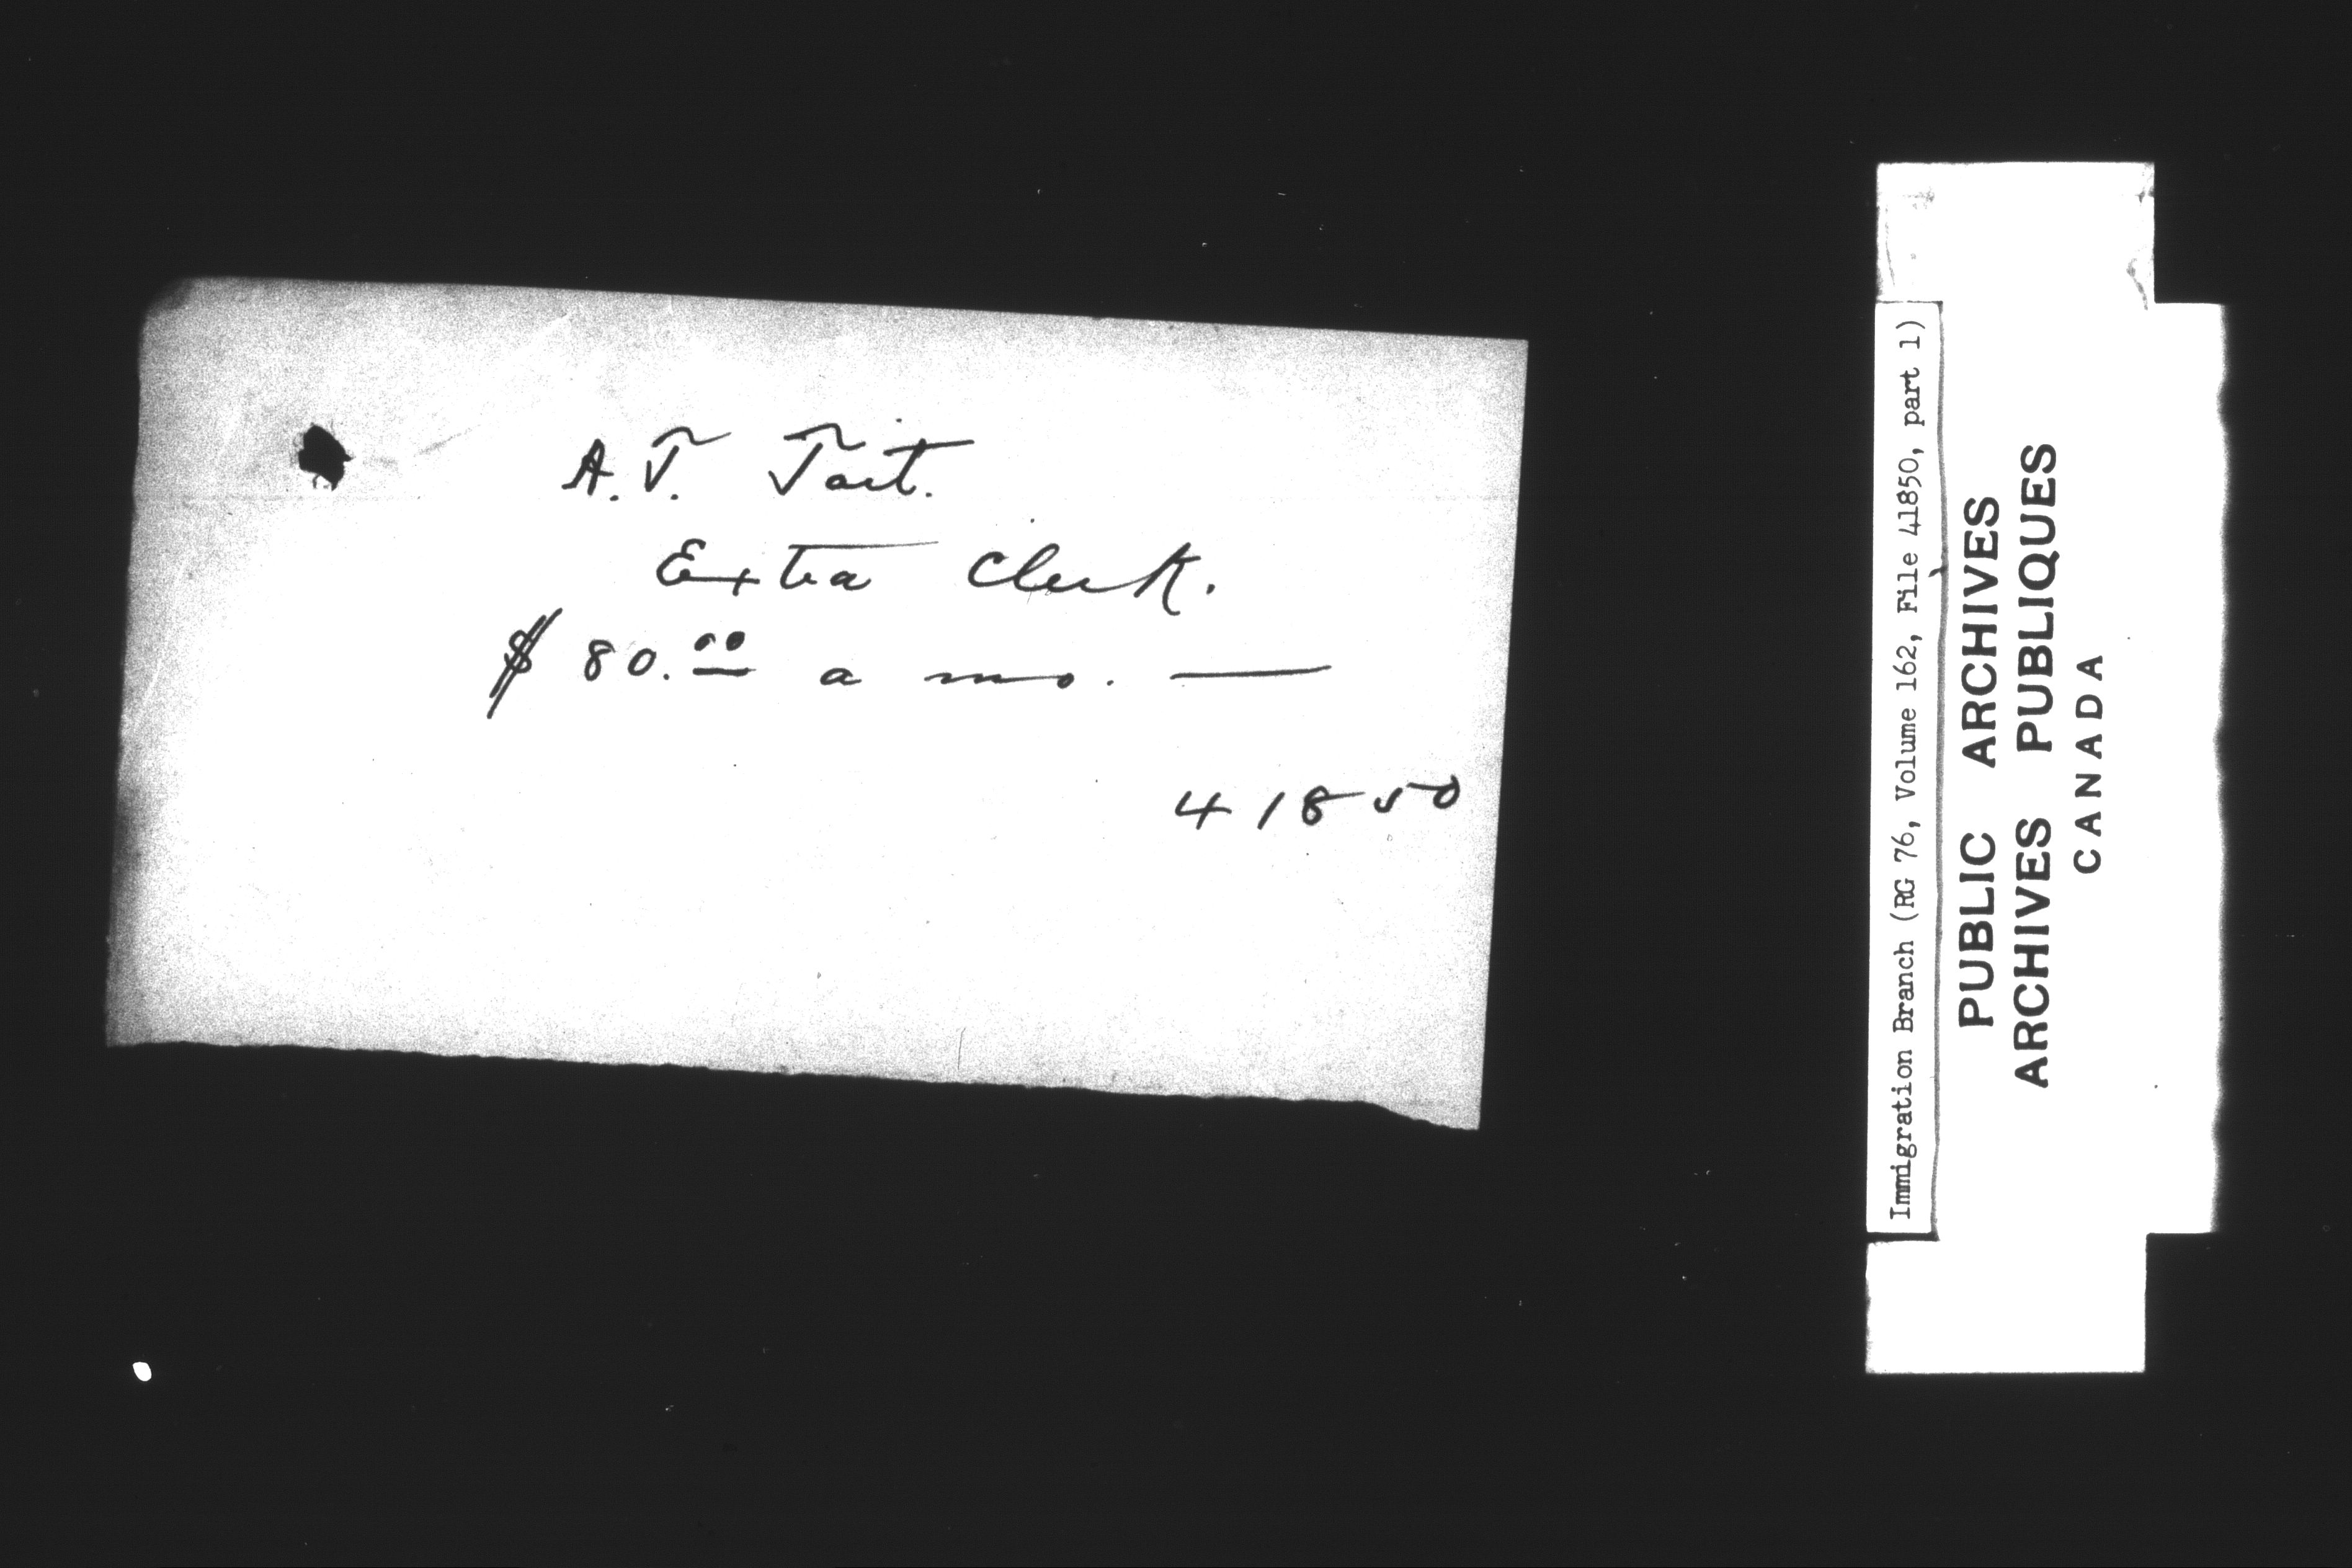 A. T. Tait.
Extra Clerk.
$ 80.00 a mo. —
41850
Immigration Branch (RG 76, Volume 162, File 41850, part 1)
PUBLIC ARCHIVES
ARCHIVES PUBLIQUES
CANADA